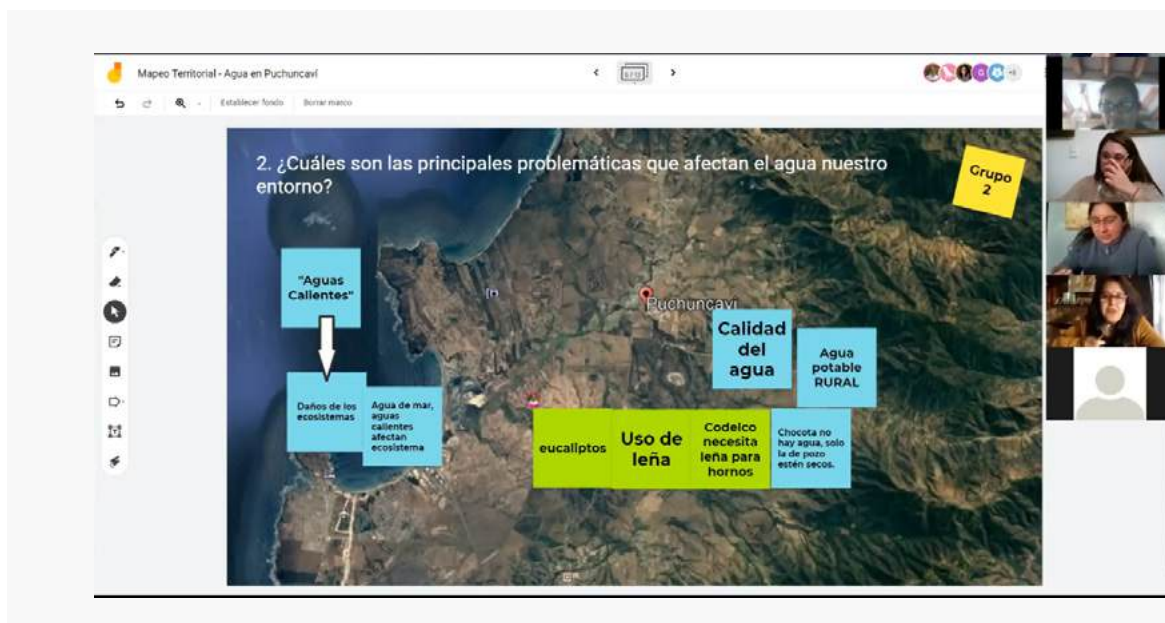 Mapeo Territorial - Agua en Puchuncaví
Establecer fondo
Borrar marco
2. ¿Cuáles son las principales problemáticas que afectan el agua nuestro
entorno?
Grupo
2
"Aguas
Calientes"
Puchuncaví
Calidad
del
agua
Agua
potable
RURAL
Daños de los
ecosistemas
Agua de mar,
aguas
calientes
afectan
ecosistema
eucaliptos
Uso de
leña
Codelco
necesita
leña para
hornos
Chocota no
hay agua, solo
la de pozo
estén secos.